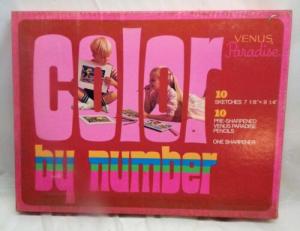 VENUS
Paradise
color
by number
10
SKETCHES 7 1/8" × 9 1/4"
10
PRE-SHARPENED
VENUS PARADISE
PENCILS
ONE SHARPENER